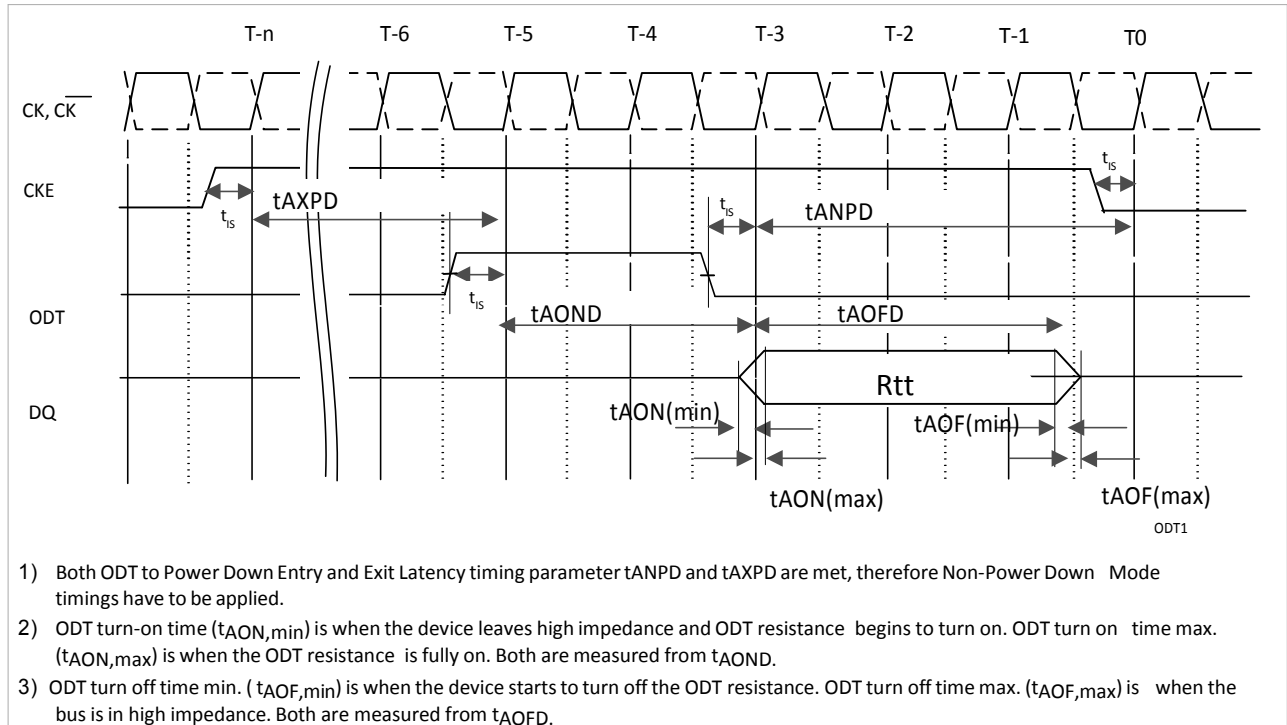 T-n T-6 T-5 T-4 T-3 T-2 T-1 T0
CK, CK
CKE
tIS
tIS
tAXPD
tIS
tANPD
tIS
ODT
tAOND
tAOFD
Rtt
DQ
tAON(min)
tAOF(min)
tAON(max)
tAOF(max)
ODT1
1) Both ODT to Power Down Entry and Exit Latency timing parameter tANPD and tAXPD are met, therefore Non-Power Down Mode
timings have to be applied.
2) ODT turn-on time (tAON,min) is when the device leaves high impedance and ODT resistance begins to turn on. ODT turn on time max.
(tAON,max) is when the ODT resistance is fully on. Both are measured from tAOND.
3) ODT turn off time min. ( tAOF,min) is when the device starts to turn off the ODT resistance. ODT turn off time max. (tAOF,max) is when the
bus is in high impedance. Both are measured from tAOFD.